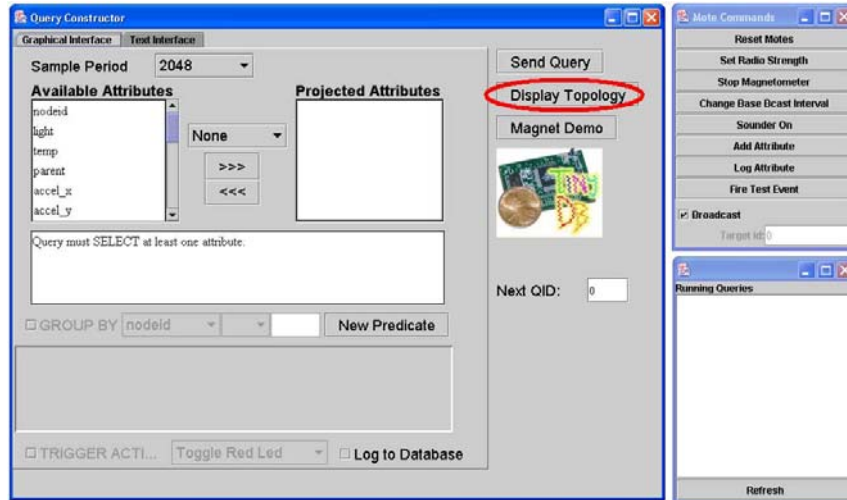 Query Constructor
Graphical Interface
Text Interface
Sample Period
2048
Available Attributes
Projected Attributes
nodeid
light
temp
parent
accel_x
accel_y
None
>>>
<<<
Query must SELECT at least one attribute.
GROUP BY
nodeid
New Predicate
TRIGGER ACTI...
Toggle Red Led
Log to Database
Send Query
Display Topology
Magnet Demo
TINY
DB
Next QID:
0
Mote Commands
Reset Motes
Set Radio Strength
Stop Magnetometer
Change Base Bcast Interval
Sounder On
Add Attribute
Log Attribute
Fire Test Event
Broadcast
Target Id:
0
Running Queries
Refresh